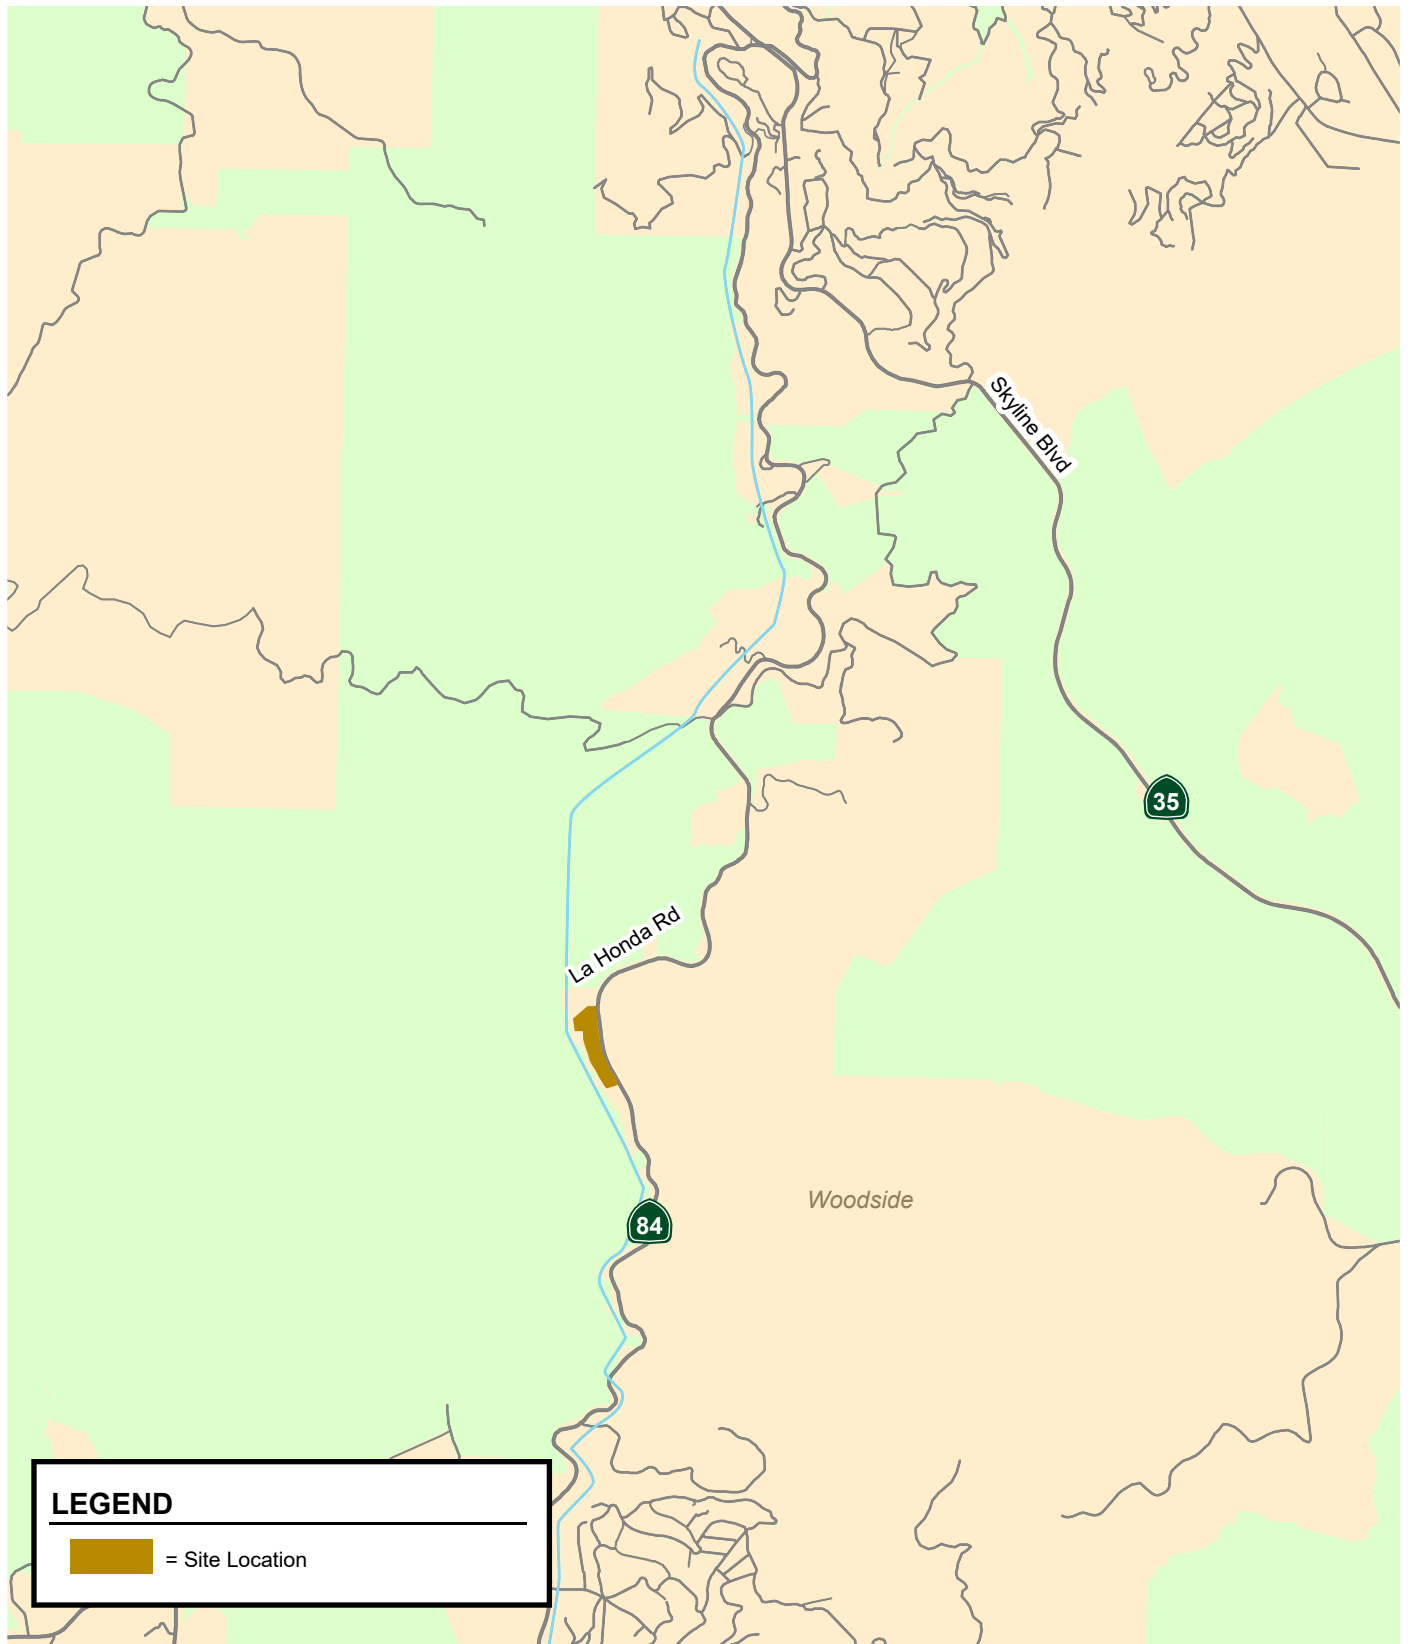 Skyline Blvd
35
La Honda Rd
Woodside
84
LEGEND
= Site Location